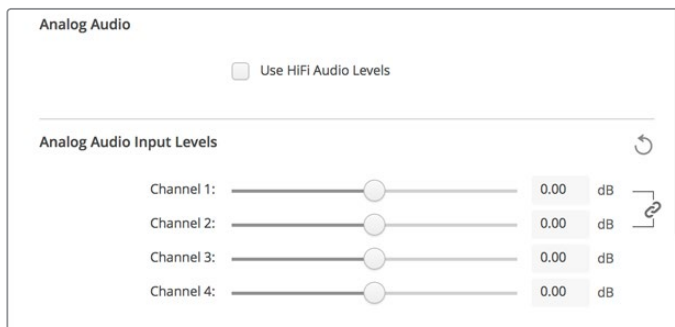 Analog Audio
Use HiFi Audio Levels
Analog Audio Input Levels
Channel 1: 0.00 dB
Channel 2: 0.00 dB
Channel 3: 0.00 dB
Channel 4: 0.00 dB